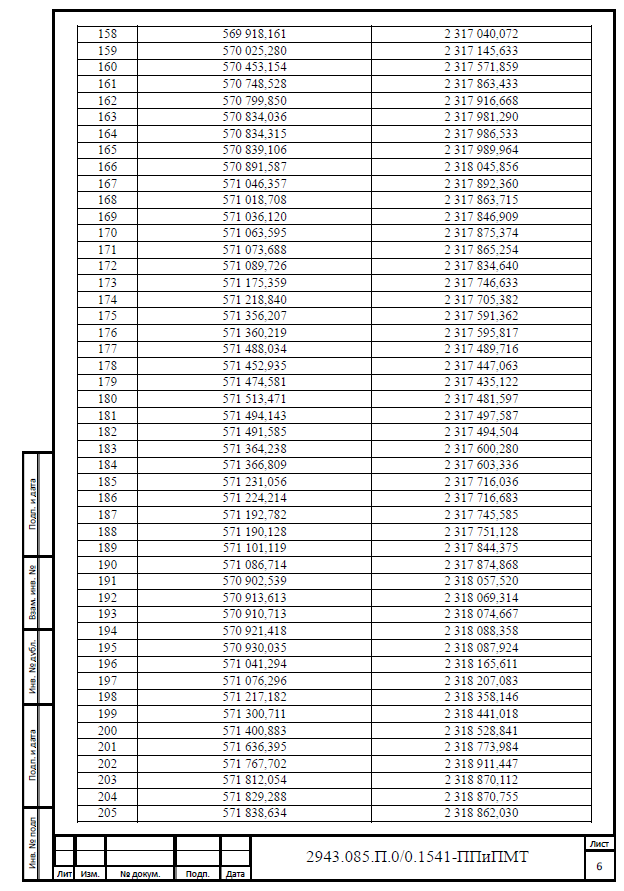 158 569 918,161 2 317 040,072
159 570 025,280 2 317 145,633
160 570 453,154 2 317 571,859
161 570 748,528 2 317 863,433
162 570 799,850 2 317 916,668
163 570 834,036 2 317 981,290
164 570 834,315 2 317 986,533
165 570 839,106 2 317 989,964
166 570 891,587 2 318 045,856
167 571 046,357 2 317 892,360
168 571 018,708 2 317 863,715
169 571 036,120 2 317 846,909
170 571 063,595 2 317 875,374
171 571 073,688 2 317 865,254
172 571 089,726 2 317 834,640
173 571 175,359 2 317 746,633
174 571 218,840 2 317 705,382
175 571 356,207 2 317 591,362
176 571 360,219 2 317 595,817
177 571 488,034 2 317 489,716
178 571 452,935 2 317 447,063
179 571 474,581 2 317 435,122
180 571 513,471 2 317 481,597
181 571 494,143 2 317 497,587
182 571 491,585 2 317 494,504
183 571 364,238 2 317 600,280
184 571 366,809 2 317 603,336
185 571 231,056 2 317 716,036
186 571 224,214 2 317 716,683
187 571 192,782 2 317 745,585
188 571 190,128 2 317 751,128
189 571 101,119 2 317 844,375
190 571 086,714 2 317 874,868
191 570 902,539 2 318 057,520
192 570 913,613 2 318 069,314
193 570 910,713 2 318 074,667
194 570 921,418 2 318 088,358
195 570 930,035 2 318 087,924
196 571 041,294 2 318 165,611
197 571 076,296 2 318 207,083
198 571 217,182 2 318 358,146
199 571 300,711 2 318 441,018
200 571 400,883 2 318 528,841
201 571 636,395 2 318 773,984
202 571 767,702 2 318 911,447
203 571 812,054 2 318 870,112
204 571 829,288 2 318 870,755
205 571 838,634 2 318 862,030
Подп. и дата
Взам. инв. №
Инв. № дубл.
Подп. и дата
Инв. № подп
Лит Изм. № докум. Подп. Дата
2943.085.П.0/0.1541-ППиПМТ
Лист
6